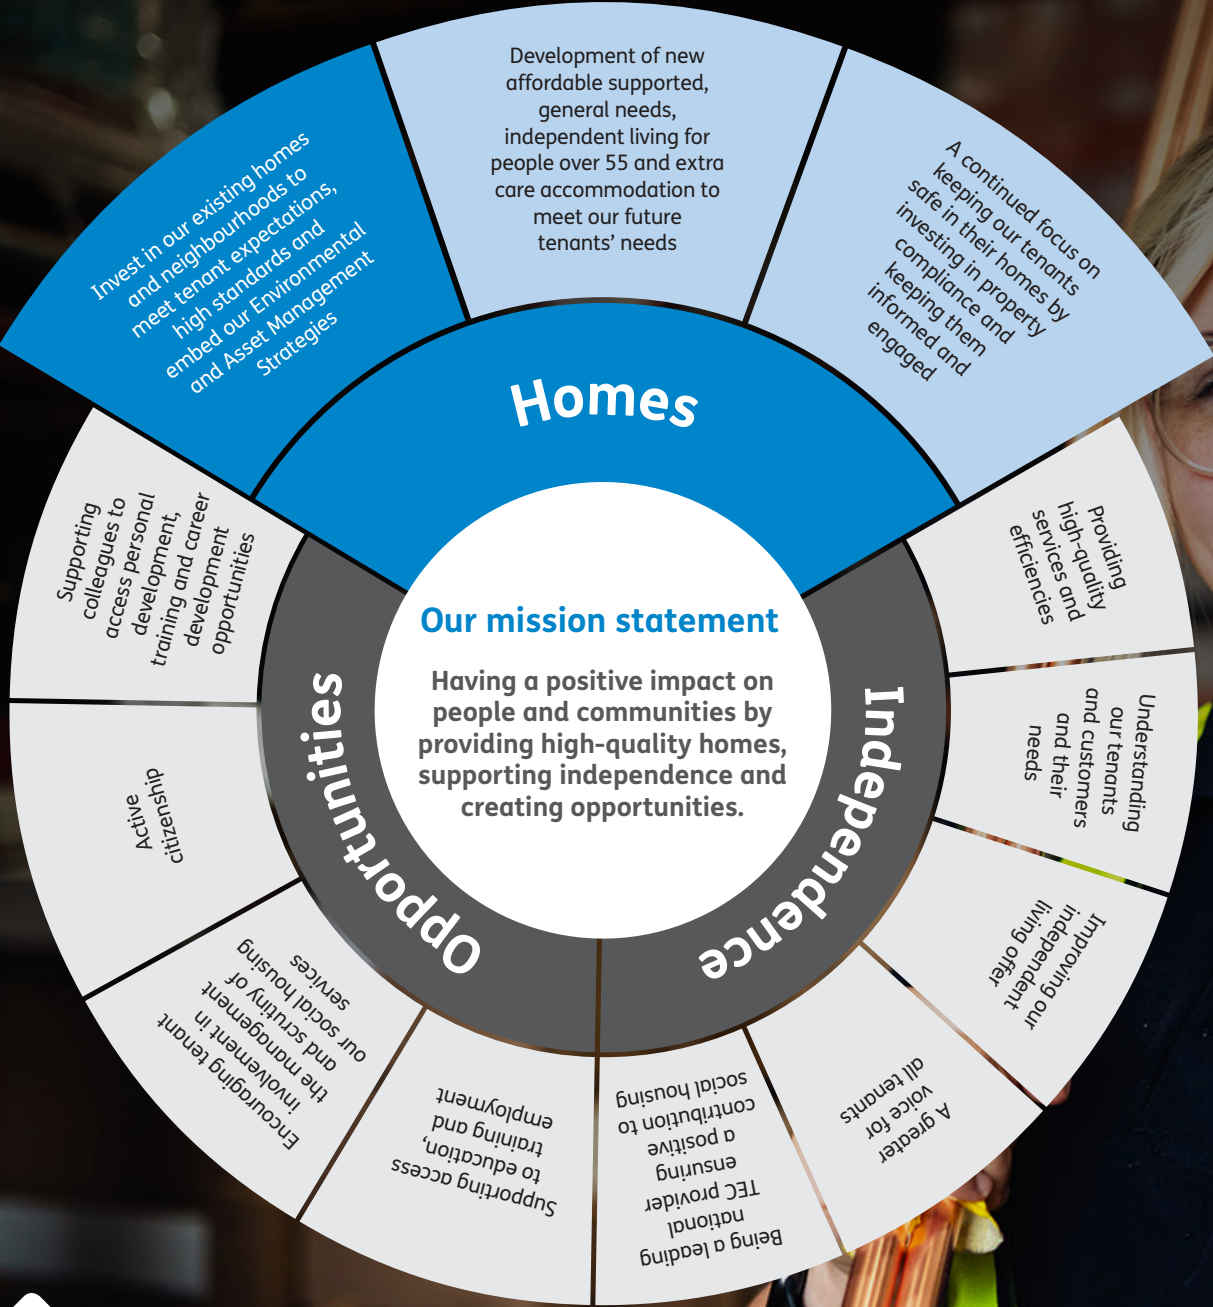 Development of new
affordable supported,
general needs,
independent living for
people over 55 and extra
care accommodation to
meet our future
tenants’ needs
A continued focus on
keeping our tenants
safe in their homes by
investing in property
compliance and
keeping them
informed and
engaged
Invest in our existing homes
and neighbourhoods to
meet tenant expectations,
high standards and
embed our Environmental
and Asset Management
Strategies
Homes
Our mission statement
Having a positive impact on
people and communities by
providing high-quality homes,
supporting independence and
creating opportunities.
Independence
Providing
high-quality
services and
efficiencies
Understanding
our tenants
and customers
and their
needs
Improving our
independent
living offer
A greater
voice for
all tenants
Being a leading
national
TEC provider
ensuring
a positive
contribution to
social housing
Opportunities
Supporting access
to education,
training and
employment
Encouraging tenant
involvement in
the management
and scrutiny of
our social housing
services
Active
citizenship
Supporting
colleagues to
access personal
development,
training and career
development
opportunities